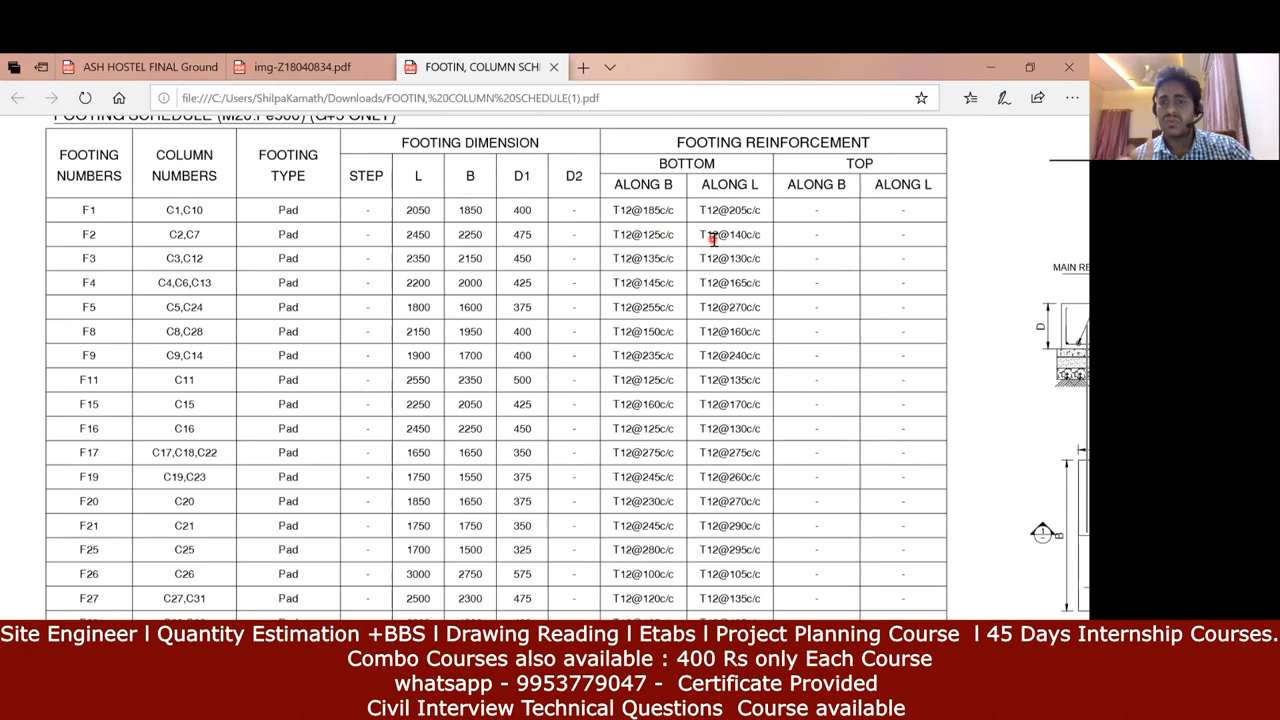 ASH HOSTEL FINAL Ground
img-Z18040834.pdf
FOOTIN, COLUMN SCH
file:///C:/Users/ShilpaKamath/Downloads/FOOTIN,%20COLUMN%20SCHEDULE(1).pdf
FOOTING SCHEDULE (M20:Fe500) (G+3 ONLY)
FOOTING NUMBERS COLUMN NUMBERS FOOTING TYPE FOOTING DIMENSION FOOTING REINFORCEMENT
BOTTOM TOP
STEP L B D1 D2 ALONG B ALONG L ALONG B ALONG L
F1 C1,C10 Pad - 2050 1850 400 - T12@185c/c T12@205c/c - -
F2 C2,C7 Pad - 2450 2250 475 - T12@125c/c T12@140c/c - -
F3 C3,C12 Pad - 2350 2150 450 - T12@135c/c T12@130c/c - -
F4 C4,C6,C13 Pad - 2200 2000 425 - T12@145c/c T12@165c/c - -
F5 C5,C24 Pad - 1800 1600 375 - T12@255c/c T12@270c/c - -
F8 C8,C28 Pad - 2150 1950 400 - T12@150c/c T12@160c/c - -
F9 C9,C14 Pad - 1900 1700 400 - T12@235c/c T12@240c/c - -
F11 C11 Pad - 2550 2350 500 - T12@125c/c T12@135c/c - -
F15 C15 Pad - 2250 2050 425 - T12@160c/c T12@170c/c - -
F16 C16 Pad - 2450 2250 450 - T12@125c/c T12@130c/c - -
F17 C17,C18,C22 Pad - 1650 1650 350 - T12@275c/c T12@275c/c - -
F19 C19,C23 Pad - 1750 1550 375 - T12@245c/c T12@260c/c - -
F20 C20 Pad - 1850 1650 375 - T12@230c/c T12@270c/c - -
F21 C21 Pad - 1750 1750 350 - T12@245c/c T12@290c/c - -
F25 C25 Pad - 1700 1500 325 - T12@280c/c T12@295c/c - -
F26 C26 Pad - 3000 2750 575 - T12@100c/c T12@105c/c - -
F27 C27,C31 Pad - 2500 2300 475 - T12@120c/c T12@135c/c - -
MAIN RE
D
1
B
Site Engineer l Quantity Estimation +BBS l Drawing Reading l Etabs l Project Planning Course l 45 Days Internship Courses.
Combo Courses also available : 400 Rs only Each Course
whatsapp - 9953779047 - Certificate Provided
Civil Interview Technical Questions Course available